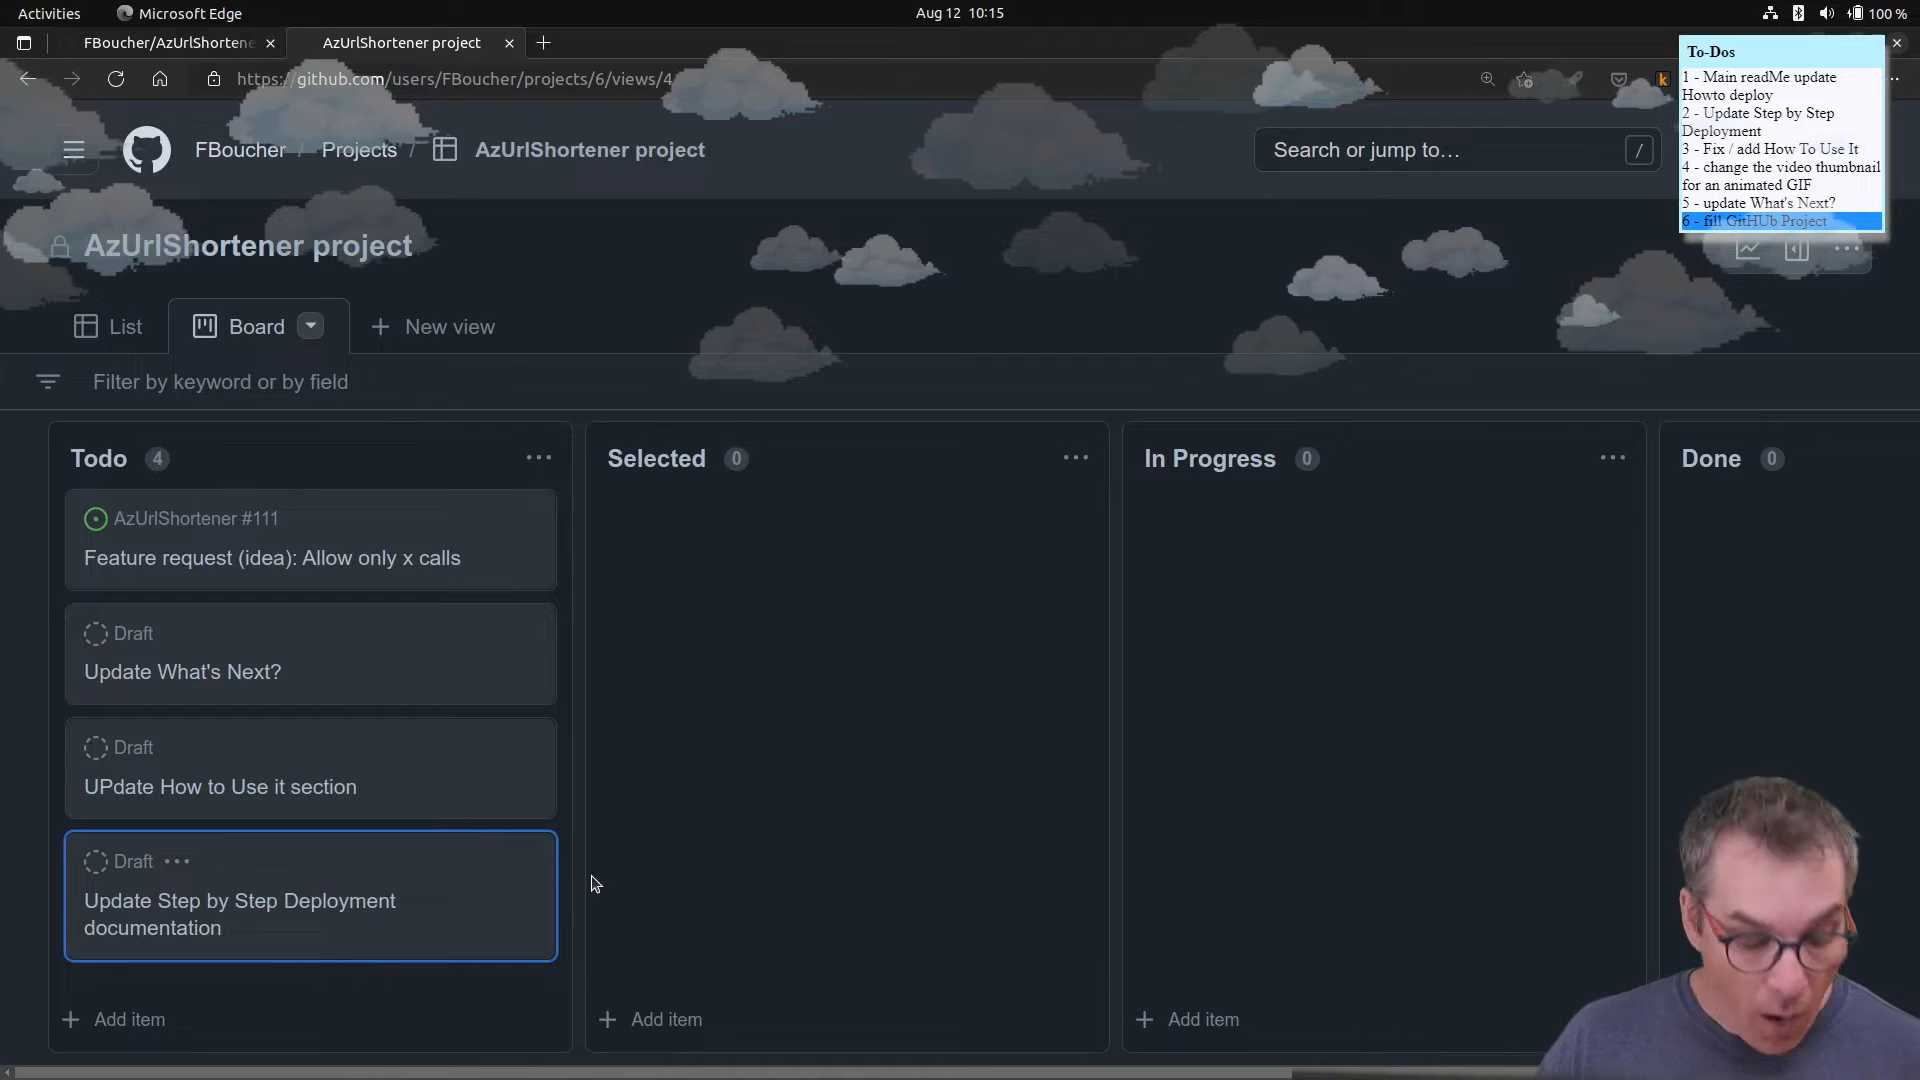 Activities
Microsoft Edge
Aug 12 10:15
100 %
FBoucher/AzUrlShortene
AzUrlShortener project
https://github.com/users/FBoucher/projects/6/views/4
k
To-Dos
1 - Main readMe update
Howto deploy
2 - Update Step by Step
Deployment
3 - Fix / add How To Use It
4 - change the video thumbnail
for an animated GIF
5 - update What's Next?
6 - fill GitHUb Project
FBoucher / Projects / AzUrlShortener project
Search or jump to...
/
AzUrlShortener project
List
Board
New view
Filter by keyword or by field
Todo 4
AzUrlShortener #111
Feature request (idea): Allow only x calls
Draft
Update What's Next?
Draft
UPdate How to Use it section
Draft
Update Step by Step Deployment
documentation
Add item
Selected 0
Add item
In Progress 0
Add item
Done 0